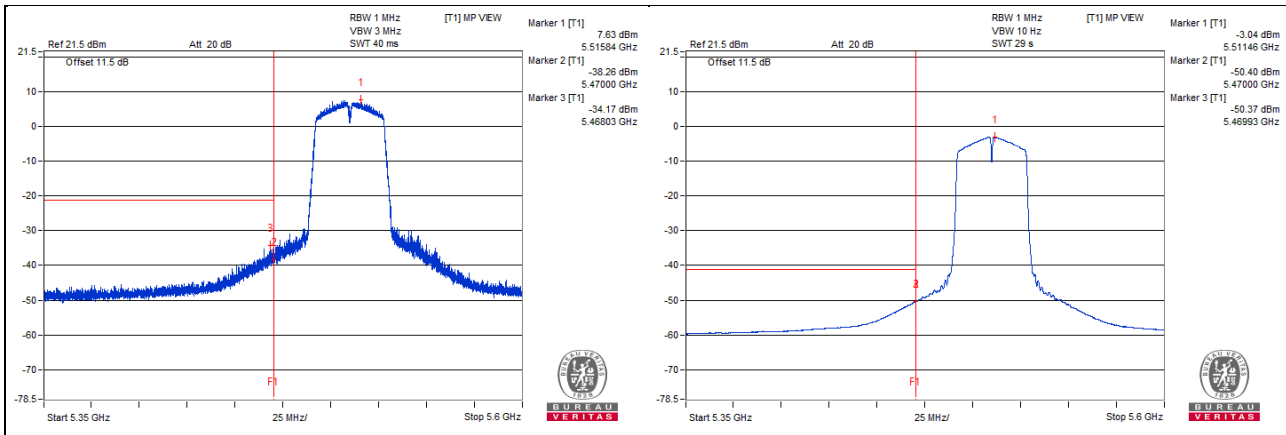 RBW 1 MHz
[T1] MP VIEW
VBW 3 MHz
Ref 21.5 dBm
Att 20 dB
SWT 40 ms
Marker 1 [T1]
7.63 dBm
5.51584 GHz
Marker 2 [T1]
-38.26 dBm
5.47000 GHz
Marker 3 [T1]
-34.17 dBm
5.46803 GHz
21.5
Offset 11.5 dB
10
0
-10
-20
-30
-40
-50
-60
-70
-78.5
1
3
2
F1
Start 5.35 GHz
25 MHz/
Stop 5.6 GHz
BUREAU VERITAS
1828
BUREAU
VERITAS
RBW 1 MHz
[T1] MP VIEW
VBW 10 Hz
Ref 21.5 dBm
Att 20 dB
SWT 29 s
Marker 1 [T1]
-3.04 dBm
5.51146 GHz
Marker 2 [T1]
-50.40 dBm
5.47000 GHz
Marker 3 [T1]
-50.37 dBm
5.46993 GHz
21.5
Offset 11.5 dB
10
0
-10
-20
-30
-40
-50
-60
-70
-78.5
1
F1
Start 5.35 GHz
25 MHz/
Stop 5.6 GHz
BUREAU VERITAS
1828
BUREAU
VERITAS